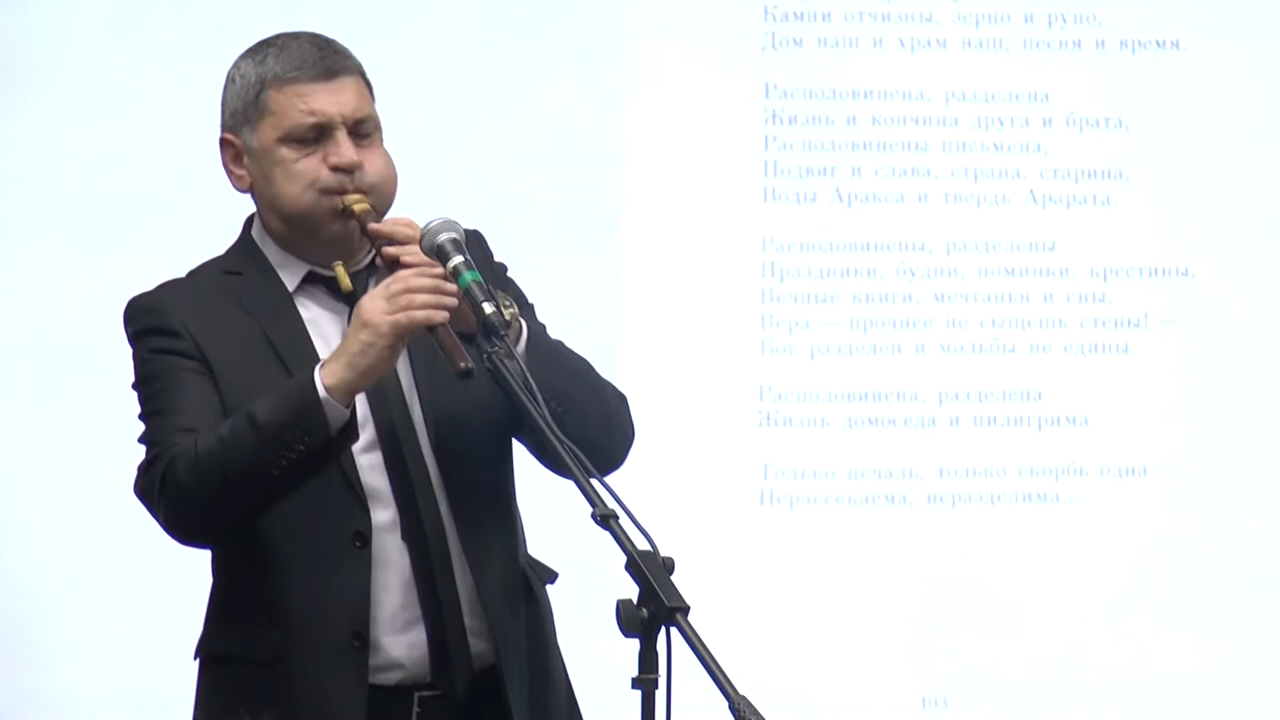 Камни отчизны, зерно и руно,
Дом наш и храм наш, песня и время.
Располовинена, разделена
Жизнь и кончина друга и брата,
Располовинены письмена,
Подвиг и слава, страна, старина,
Воды Аракса и твердь Арарата.
Располовинены, разделены
Праздники, будни, поминки, крестины,
Вечные книги, мечтанья и сны,
Вера — прочнее не сыщешь стены! —
Бог разделен и мольбы не едины.
Располовинена, разделена
Жизнь домоседа и пилигрима.
Только печаль, только скорбь одна —
Нерассекаема, неразделима...
103